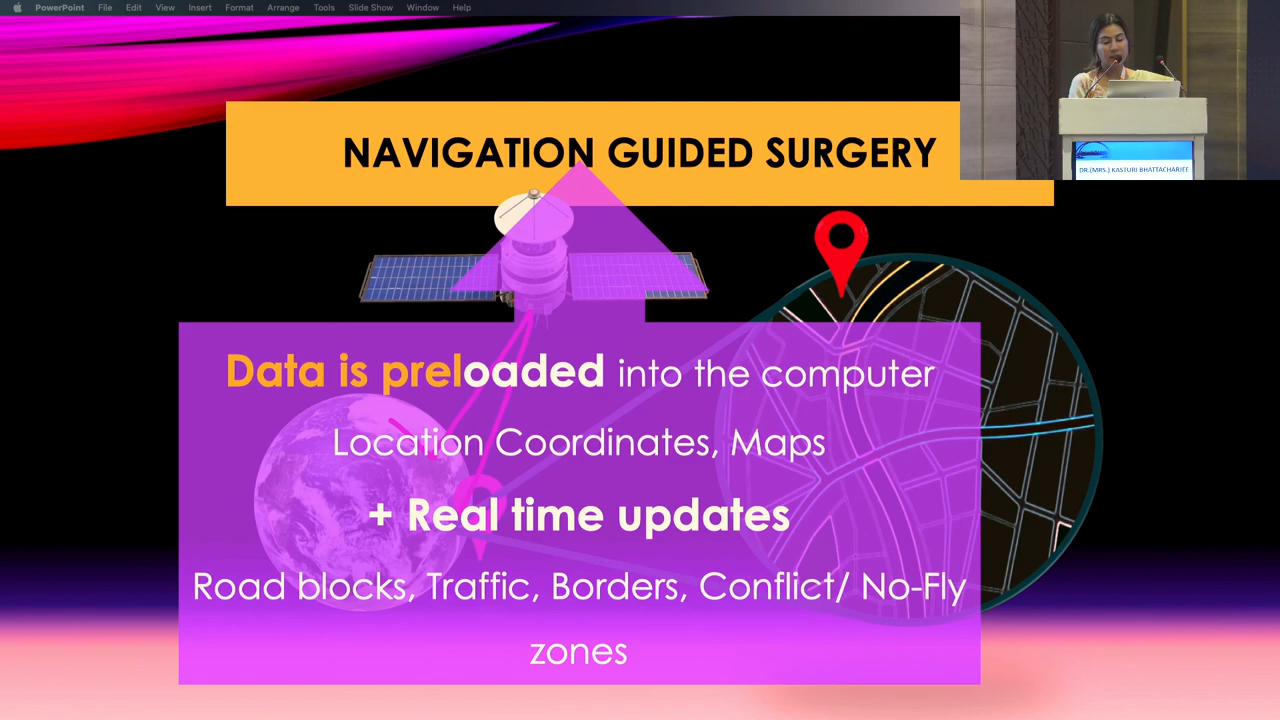 PowerPoint File Edit View Insert Format Arrange Tools Slide Show Window Help
NAVIGATION GUIDED SURGERY
DR.(MRS.) KASTURI BHATTACHARJEE
Data is preloaded into the computer
Location Coordinates, Maps
+ Real time updates
Road blocks, Traffic, Borders, Conflict/ No-Fly
zones